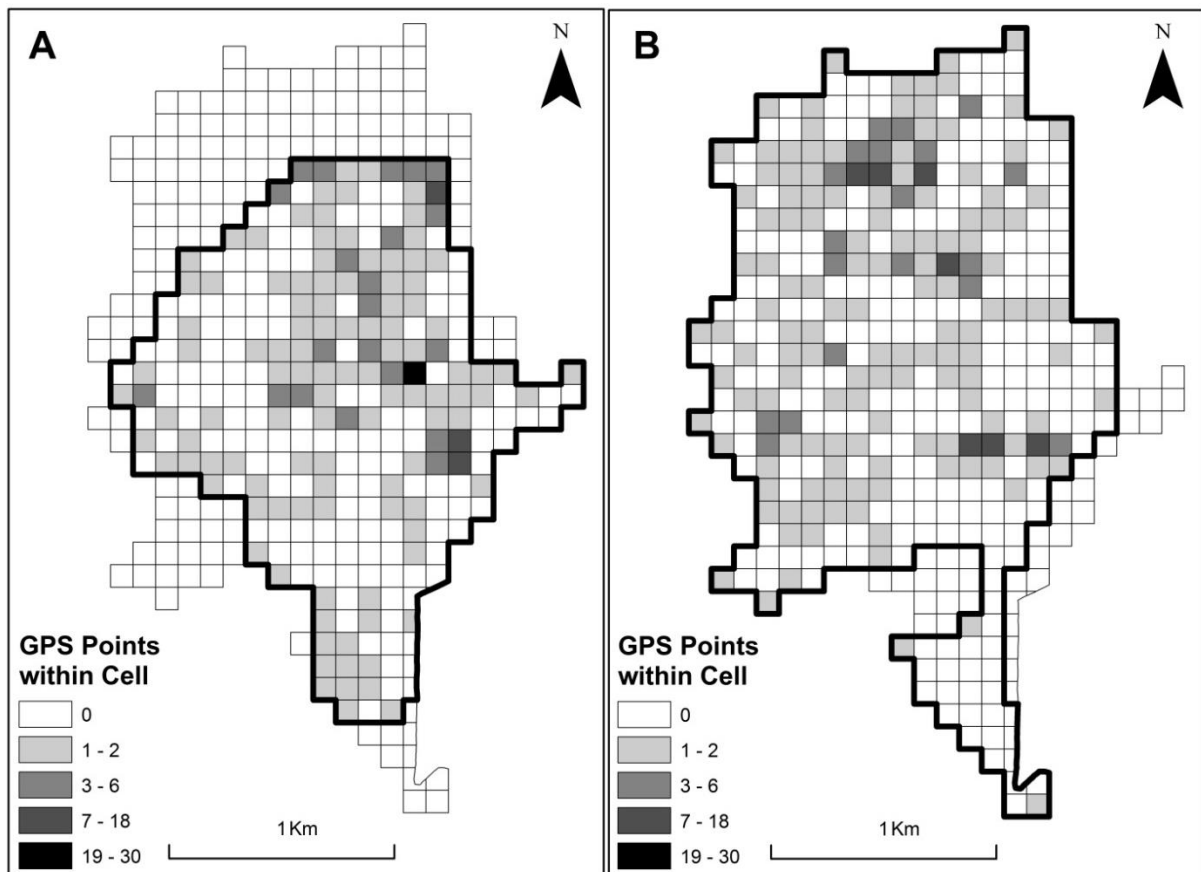 A
N
GPS Points
within Cell
0
1 - 2
3 - 6
7 - 18
19 - 30
1 Km
B
N
GPS Points
within Cell
0
1 - 2
3 - 6
7 - 18
19 - 30
1 Km